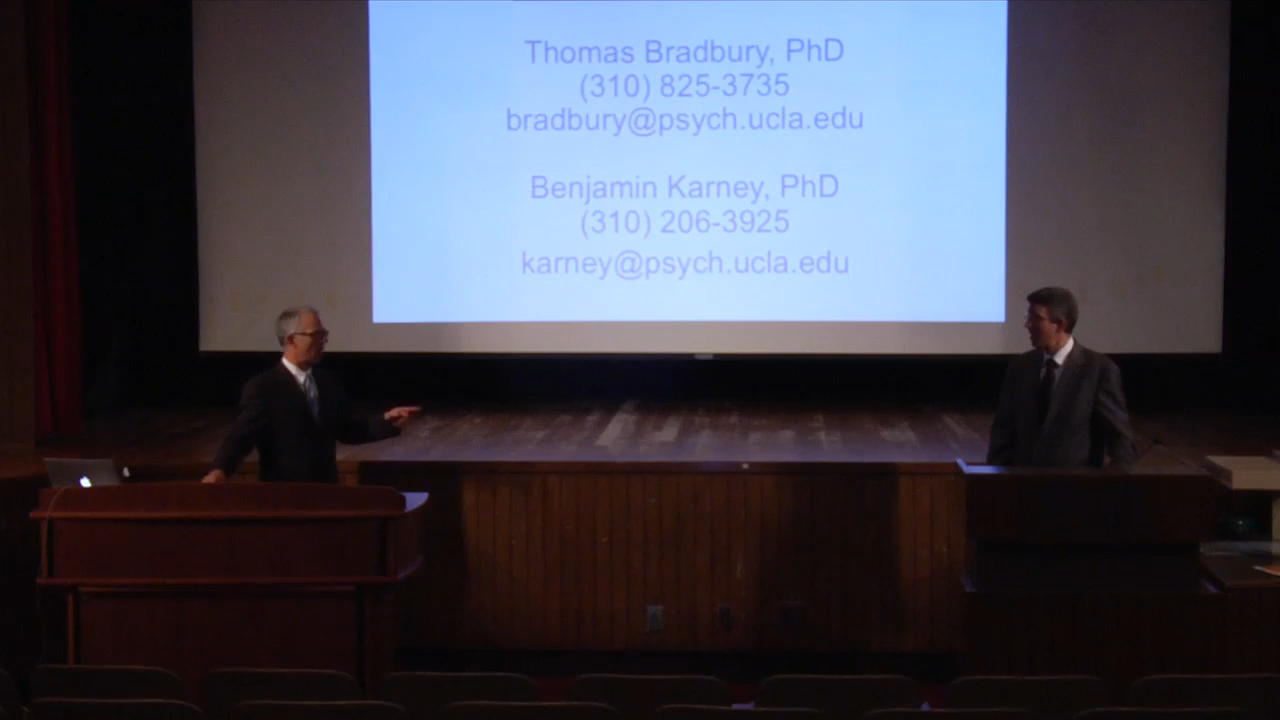 Thomas Bradbury, PhD
(310) 825-3735
bradbury@psych.ucla.edu
Benjamin Karney, PhD
(310) 206-3925
karney@psych.ucla.edu